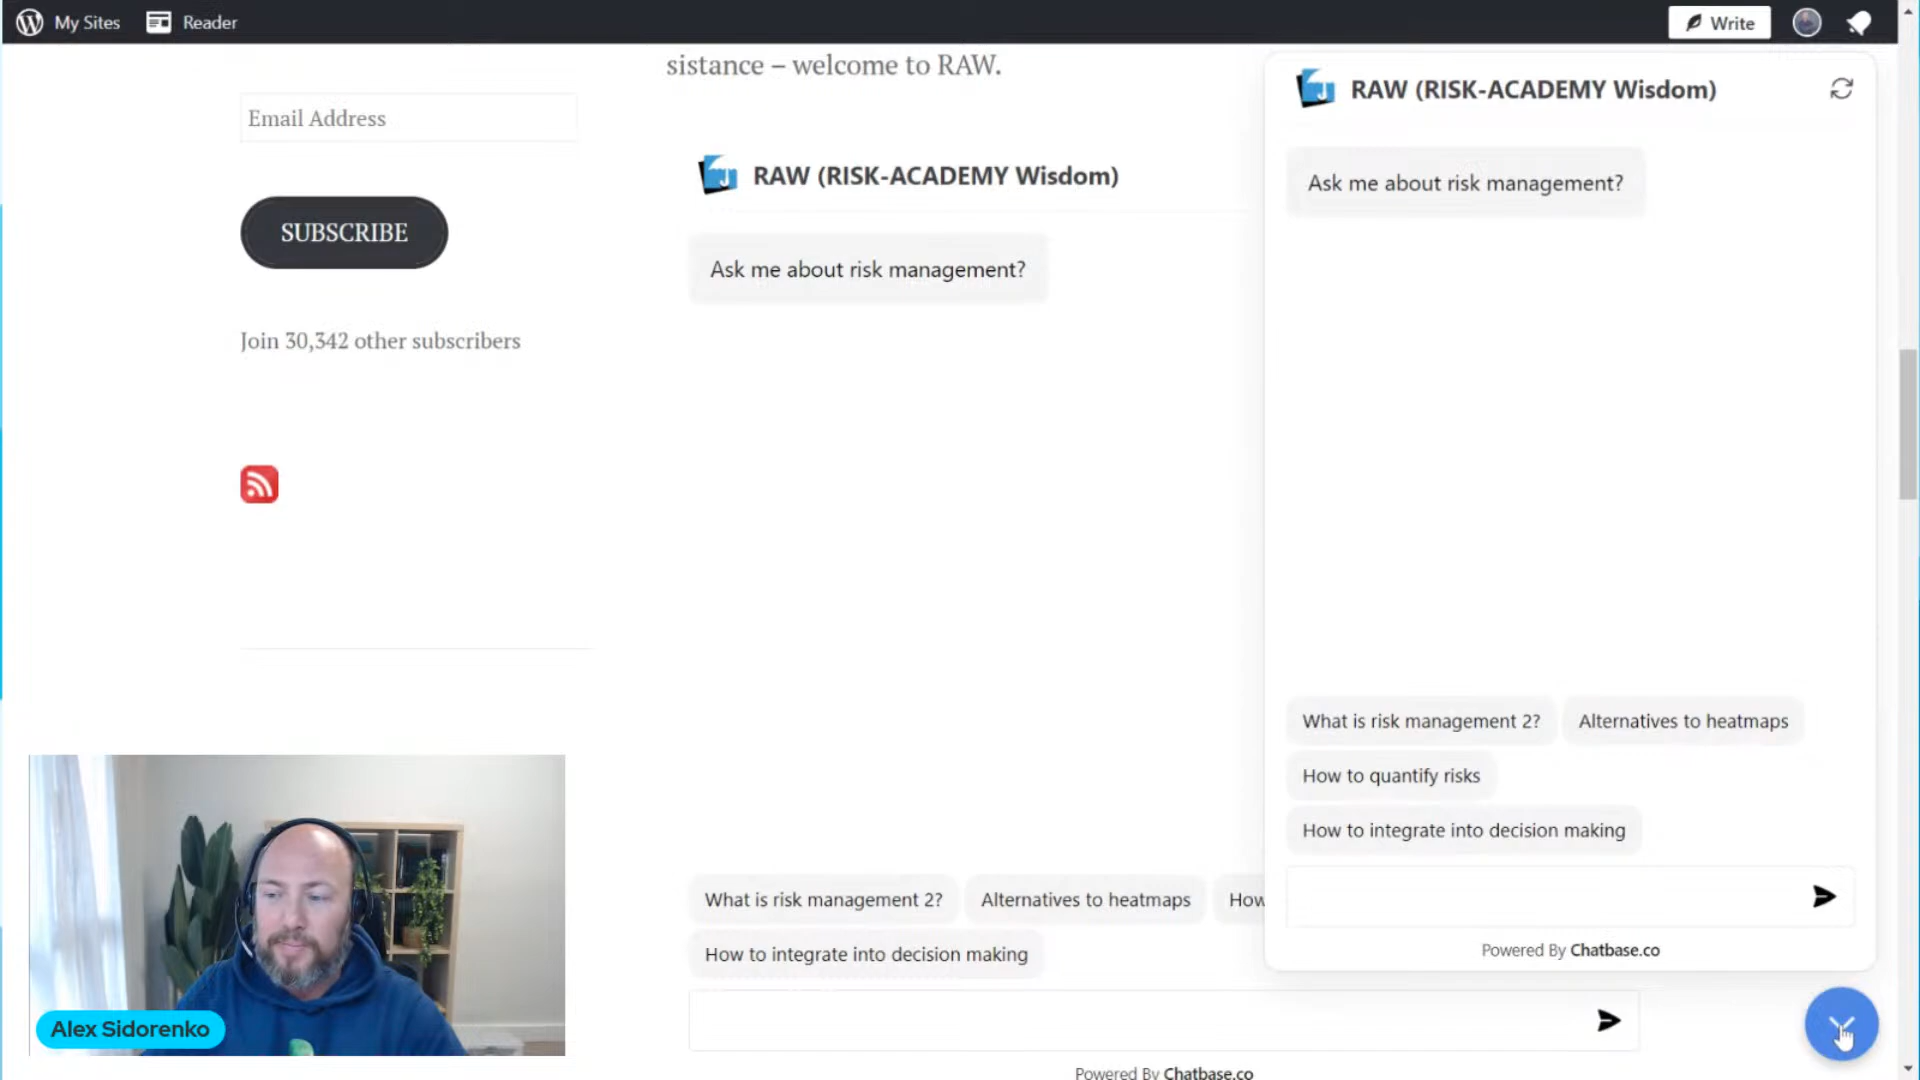 My Sites
Reader
Write
sistance – welcome to RAW.
Email Address
SUBSCRIBE
Join 30,342 other subscribers
RAW (RISK-ACADEMY Wisdom)
Ask me about risk management?
What is risk management 2?
Alternatives to heatmaps
How
How to integrate into decision making
Powered By Chatbase.co
RAW (RISK-ACADEMY Wisdom)
Ask me about risk management?
What is risk management 2?
Alternatives to heatmaps
How to quantify risks
How to integrate into decision making
Powered By Chatbase.co
Alex Sidorenko